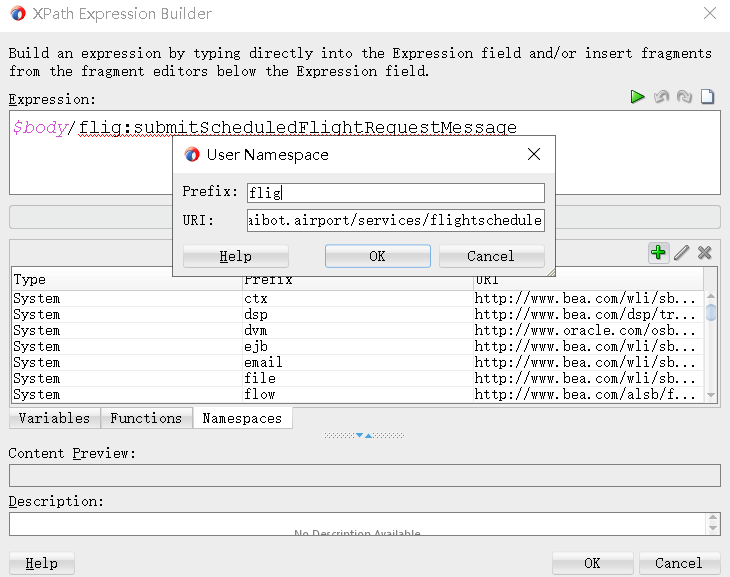 XPath Expression Builder
Build an expression by typing directly into the Expression field and/or insert fragments
from the fragment editors below the Expression field.
Expression:
$body/flig:submitScheduledFlightRequestMessage
User Namespace
Prefix: flig
URI: aibot.airport/services/flightschedule
Help OK Cancel
Type Prefix URI
System ctx http://www.bea.com/wli/sb...
System dsp http://www.bea.com/dsp/tr...
System dvm http://www.oracle.com/osb...
System ejb http://www.bea.com/wli/sb...
System email http://www.bea.com/wli/sb...
System file http://www.bea.com/wli/sb...
System flow http://www.bea.com/alsb/f...
Variables Functions Namespaces
Content Preview:
Description:
No Description Available
Help OK Cancel